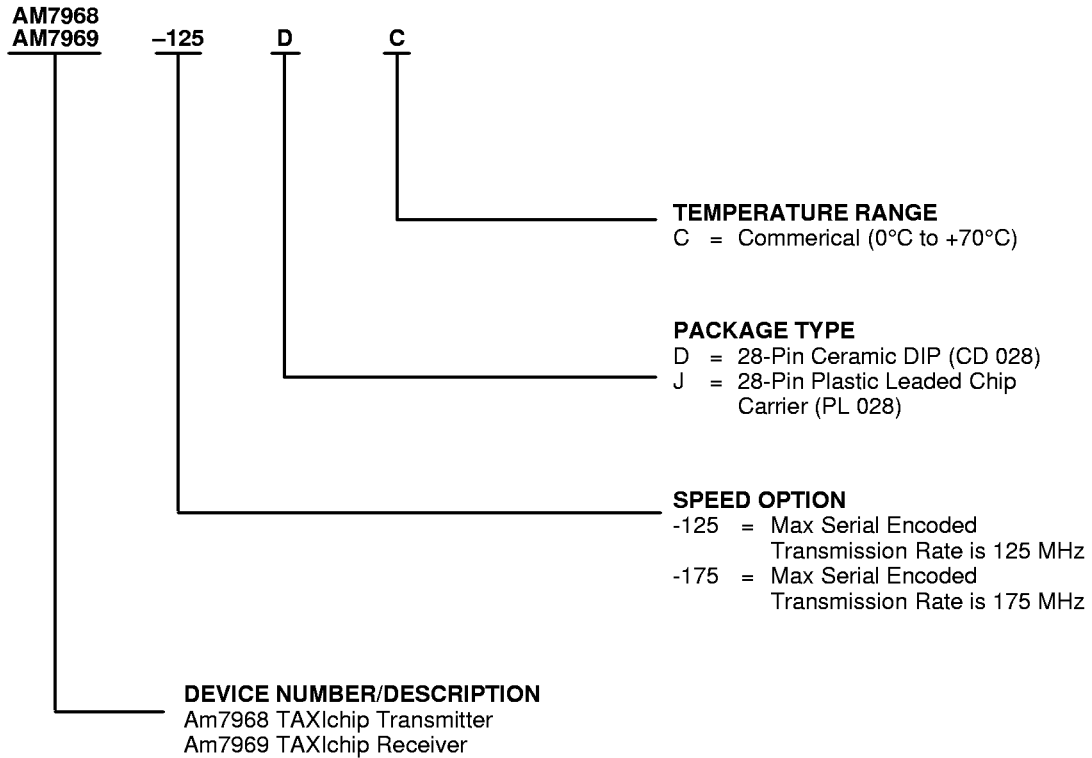 AM7968
AM7969 –125 D C
TEMPERATURE RANGE
C = Commerical (0°C to +70°C)
PACKAGE TYPE
D = 28-Pin Ceramic DIP (CD 028)
J = 28-Pin Plastic Leaded Chip
Carrier (PL 028)
SPEED OPTION
-125 = Max Serial Encoded
Transmission Rate is 125 MHz
-175 = Max Serial Encoded
Transmission Rate is 175 MHz
DEVICE NUMBER/DESCRIPTION
Am7968 TAXIchip Transmitter
Am7969 TAXIchip Receiver